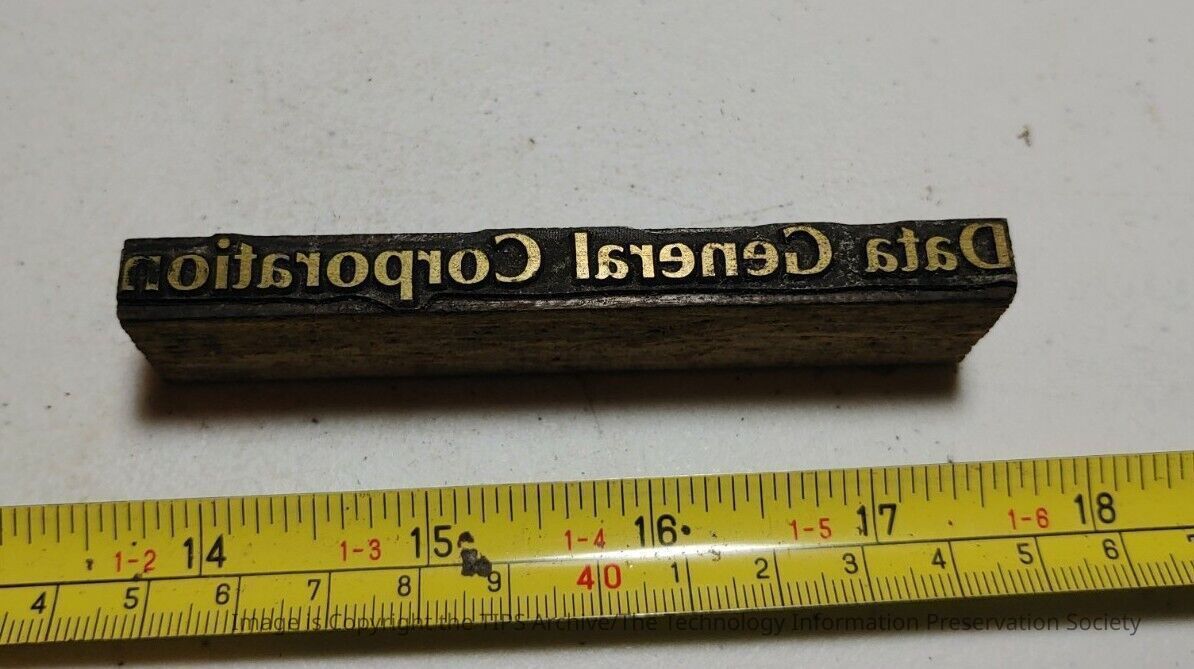 Data General Corporation
1-2 14 1-3 15 1-4 16 1-5 17 1-6 18
4 5 6 7 8 9 40 1 2 3 4 5 6 7
Image is Copyright the TIPS Archive/The Technology Information Preservation Society